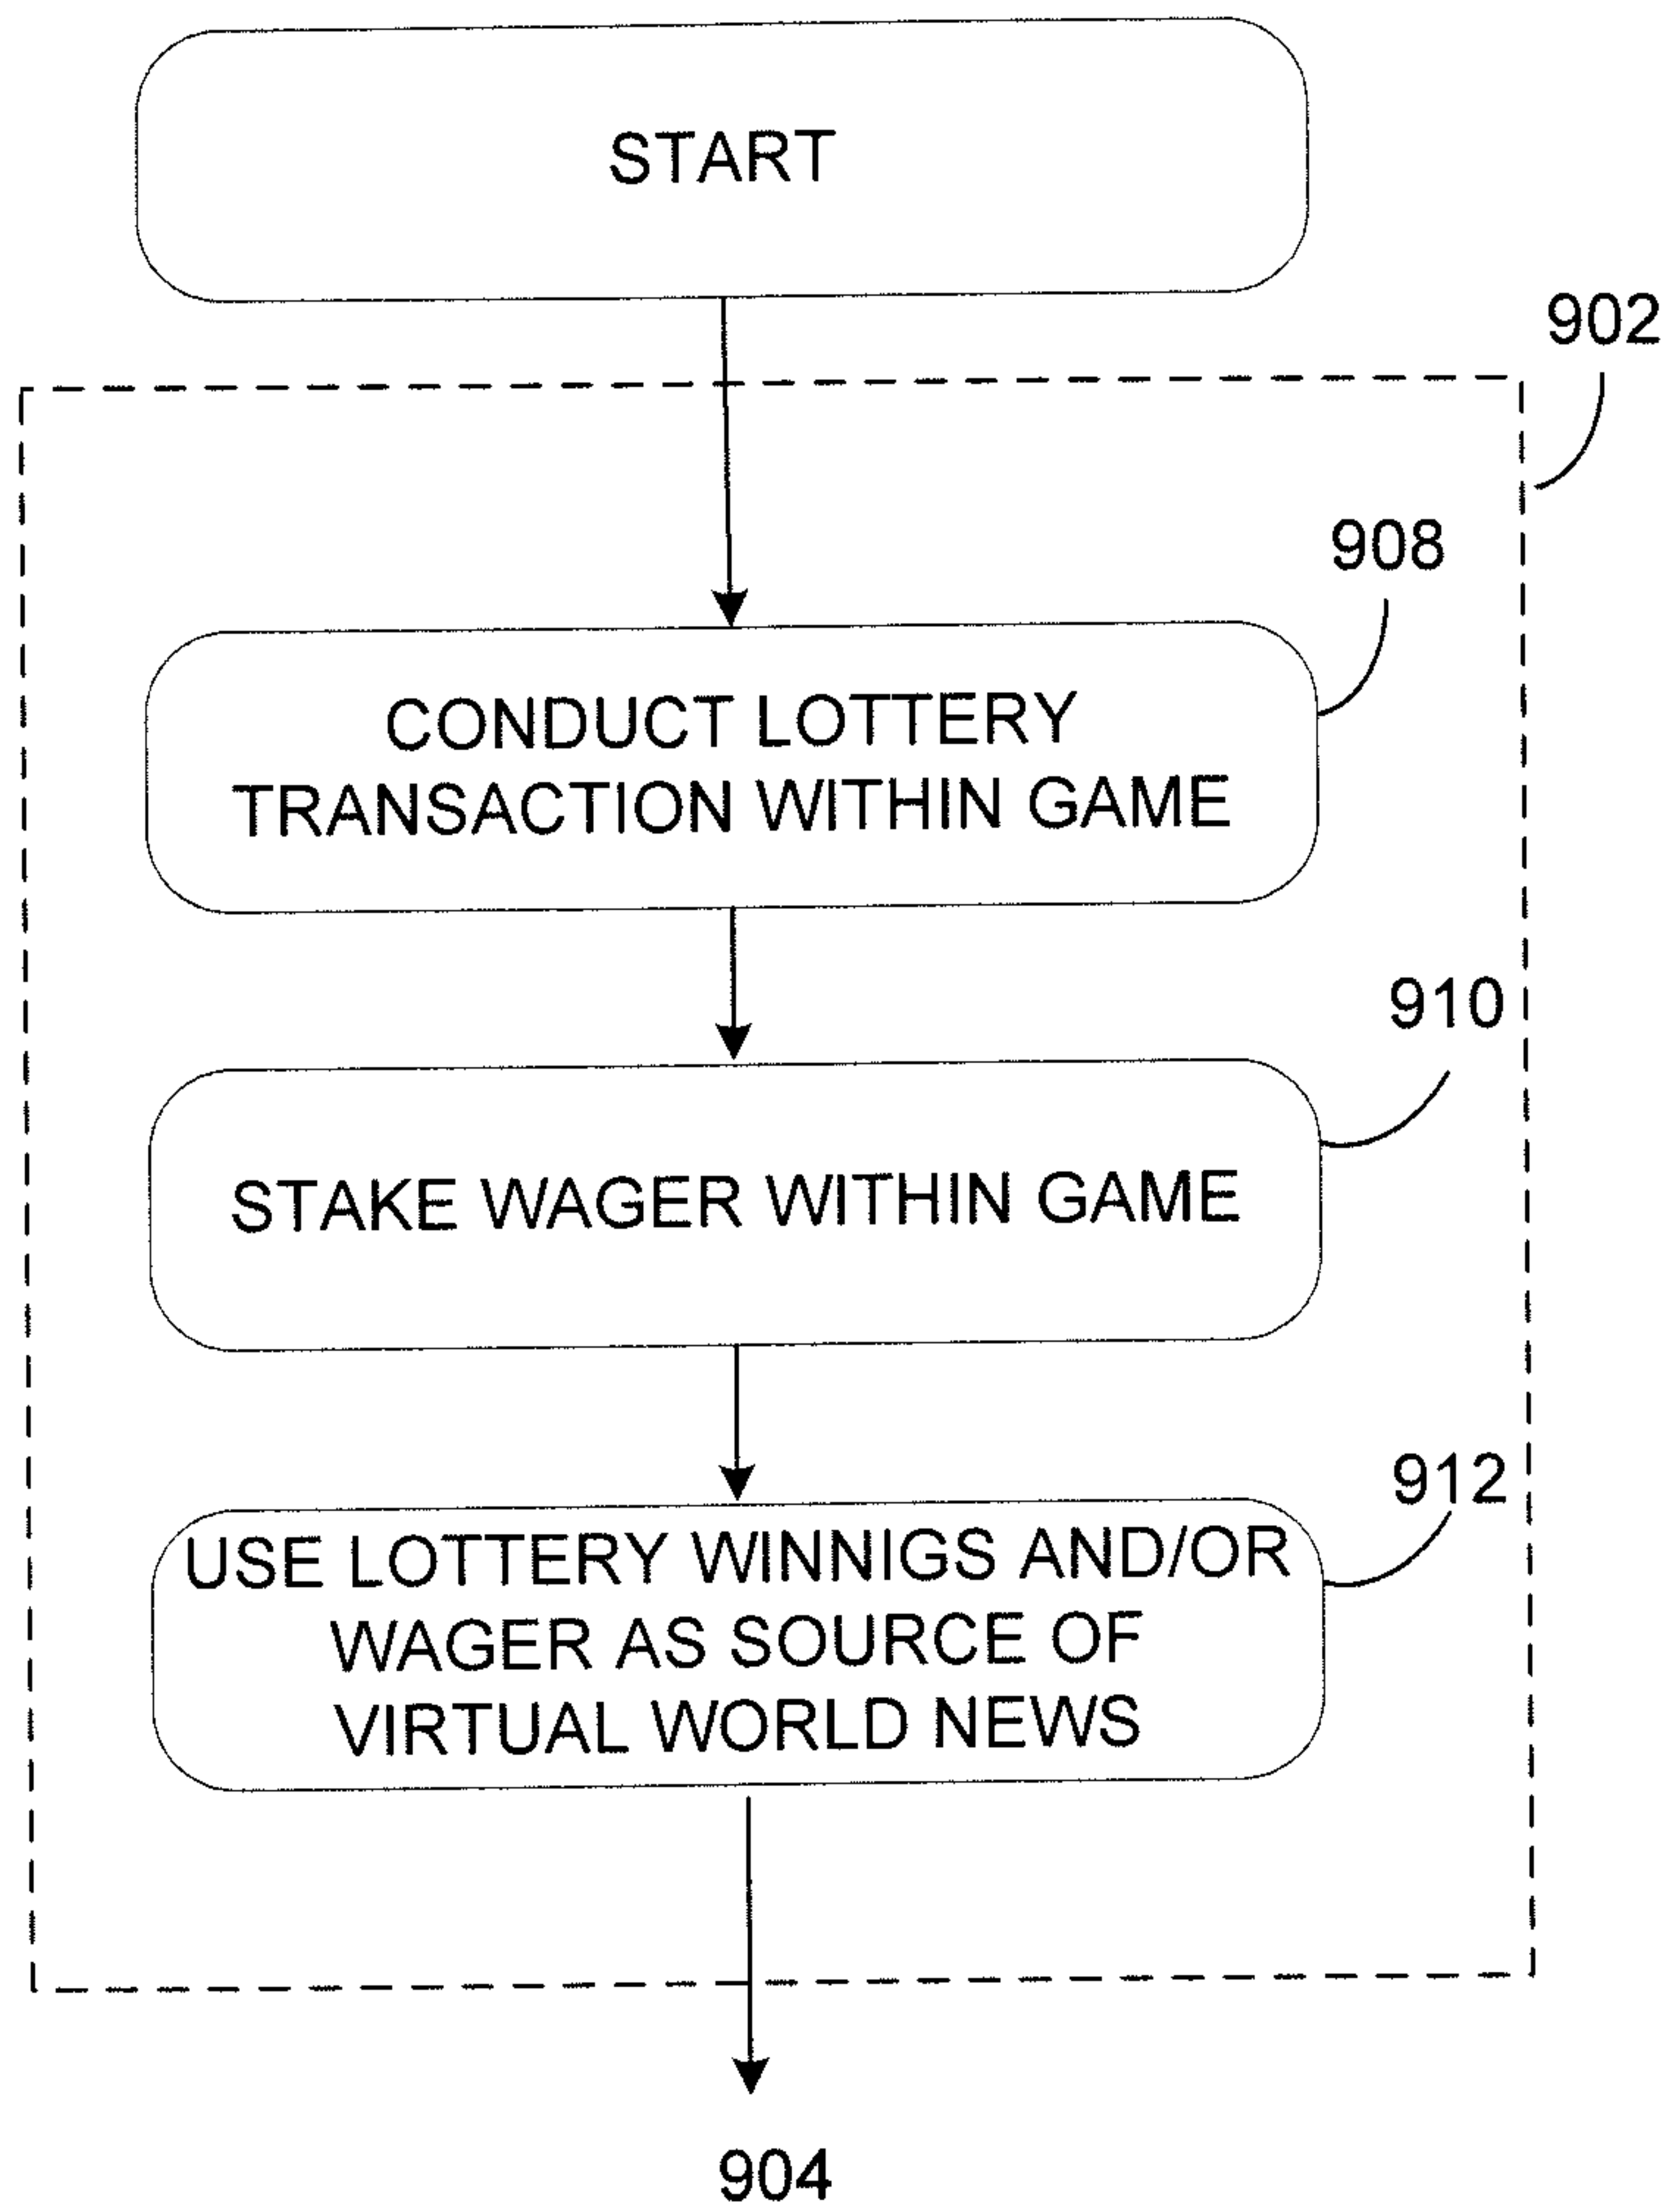 START
902
908
CONDUCT LOTTERY
TRANSACTION WITHIN GAME
910
STAKE WAGER WITHIN GAME
912
USE LOTTERY WINNIGS AND/OR
WAGER AS SOURCE OF
VIRTUAL WORLD NEWS
904